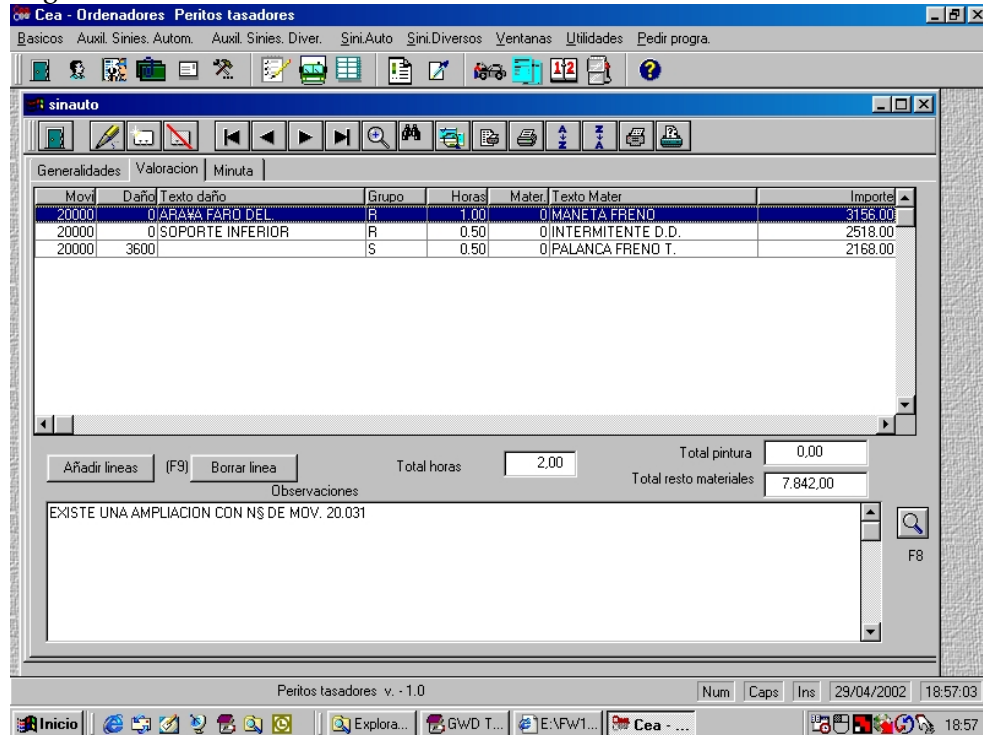 Cea - Ordenadores Peritos tasadores
Basicos Auxil. Sinies. Autom. Auxil. Sinies. Diver. Sini.Auto Sini.Diversos Ventanas Utilidades Pedir progra.
sinauto
Generalidades Valoracion Minuta
Movi Daño Texto daño Grupo Horas Mater. Texto Mater Importe
20000 0 ARA¥A FARO DEL. R 1.00 0 MANETA FRENO 3156.00
20000 0 SOPORTE INFERIOR R 0.50 0 INTERMITENTE D.D. 2518.00
20000 3600 S 0.50 0 PALANCA FRENO T. 2168.00
Añadir lineas (F9) Borrar linea Total horas 2,00 Total pintura 0,00
Total resto materiales 7.842,00
Observaciones
EXISTE UNA AMPLIACION CON N§ DE MOV. 20.031
F8
Peritos tasadores v. - 1.0 Num Caps Ins 29/04/2002 18:57:03
Inicio Explora... GWD T... E:\FW1... Cea - ... 18:57